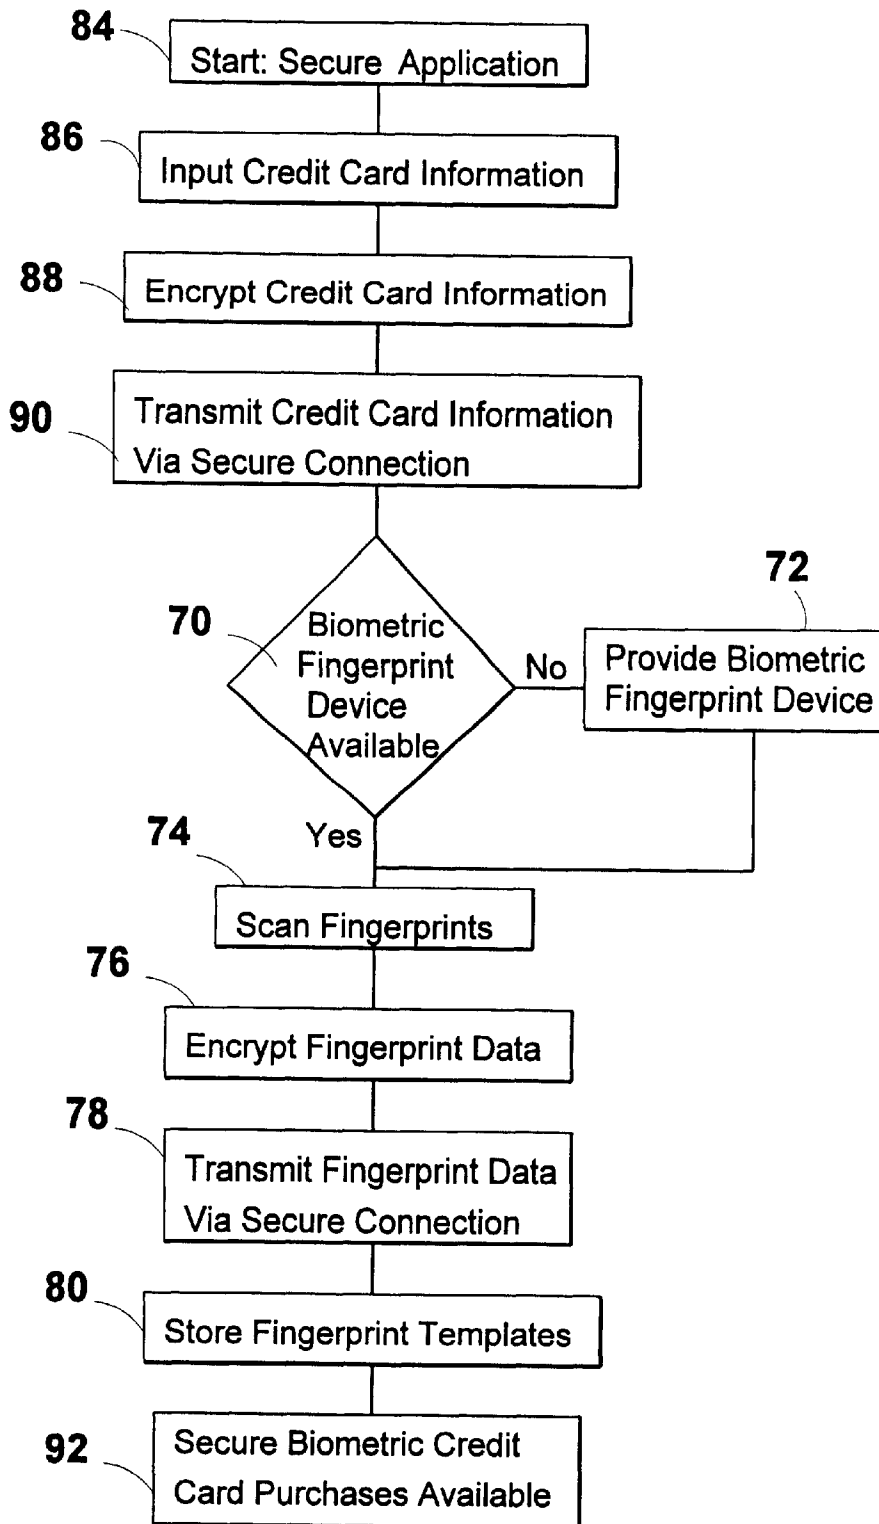 84
Start: Secure Application
86
Input Credit Card Information
88
Encrypt Credit Card Information
90
Transmit Credit Card Information
Via Secure Connection
70
Biometric
Fingerprint
Device
Available
No
72
Provide Biometric
Fingerprint Device
Yes
74
Scan Fingerprints
76
Encrypt Fingerprint Data
78
Transmit Fingerprint Data
Via Secure Connection
80
Store Fingerprint Templates
92
Secure Biometric Credit
Card Purchases Available